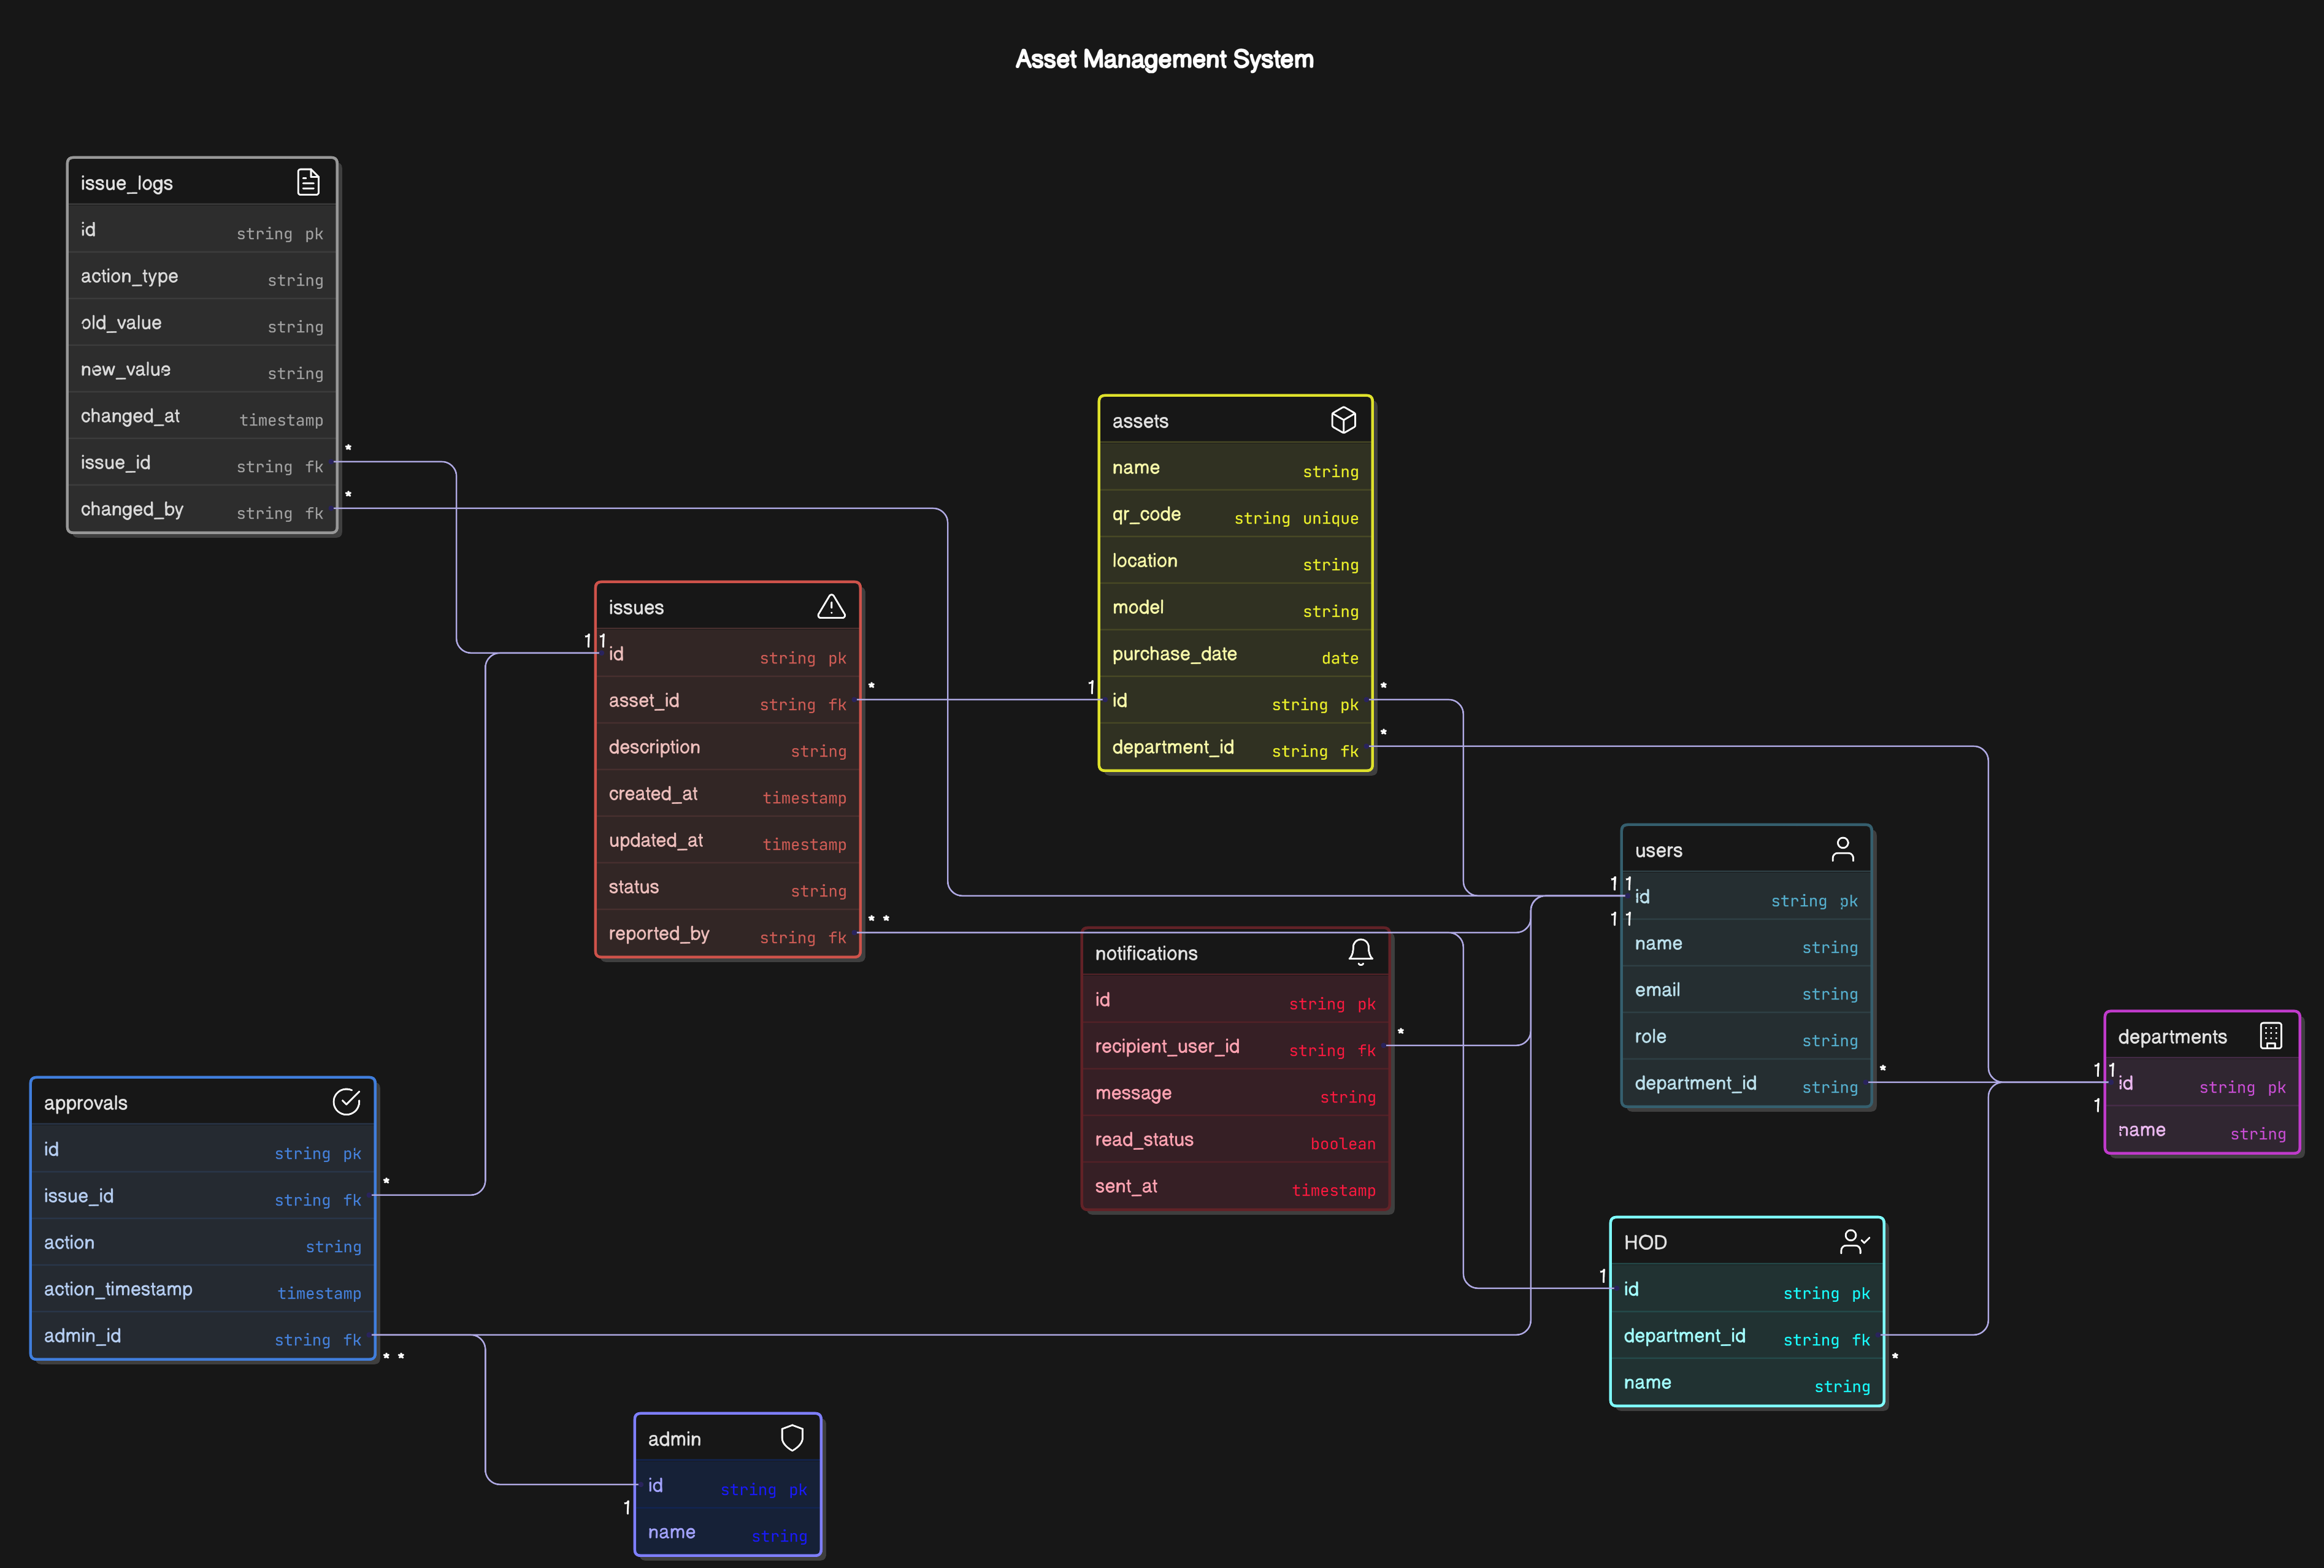 Asset Management System
issue_logs
id string pk
action_type string
old_value string
new_value string
changed_at timestamp
issue_id string fk *
changed_by string fk *
assets
name string
qr_code string unique
location string
model string
purchase_date date
1 id string pk *
department_id string fk *
issues
1 1 id string pk
asset_id string fk *
description string
created_at timestamp
updated_at timestamp
status string
reported_by string fk * *
users
1 1 id string pk
1 1
name string
email string
role string
department_id string *
notifications
id string pk
recipient_user_id string fk *
message string
read_status boolean
sent_at timestamp
departments
1 1 id string pk
1
name string
approvals
id string pk
issue_id string fk *
action string
action_timestamp timestamp
admin_id string fk
* *
HOD
1 id string pk
department_id string fk
*
name string
admin
id string pk
1
name string